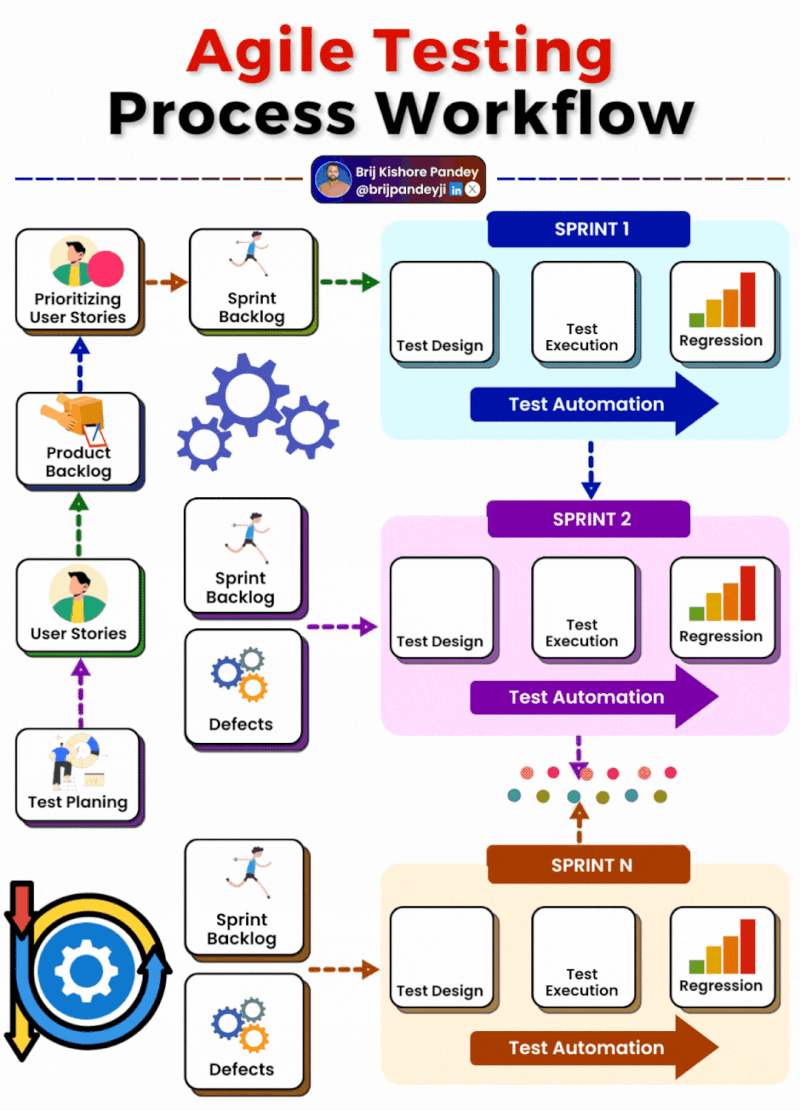 Agile Testing
Process Workflow
Brij Kishore Pandey
@brijpandeyji in X
Prioritizing
User Stories
Sprint
Backlog
SPRINT 1
Test Design
Test
Execution
Regression
Test Automation
Product
Backlog
User Stories
Test Planing
Sprint
Backlog
Defects
SPRINT 2
Test Design
Test
Execution
Regression
Test Automation
Sprint
Backlog
Defects
SPRINT N
Test Design
Test
Execution
Regression
Test Automation